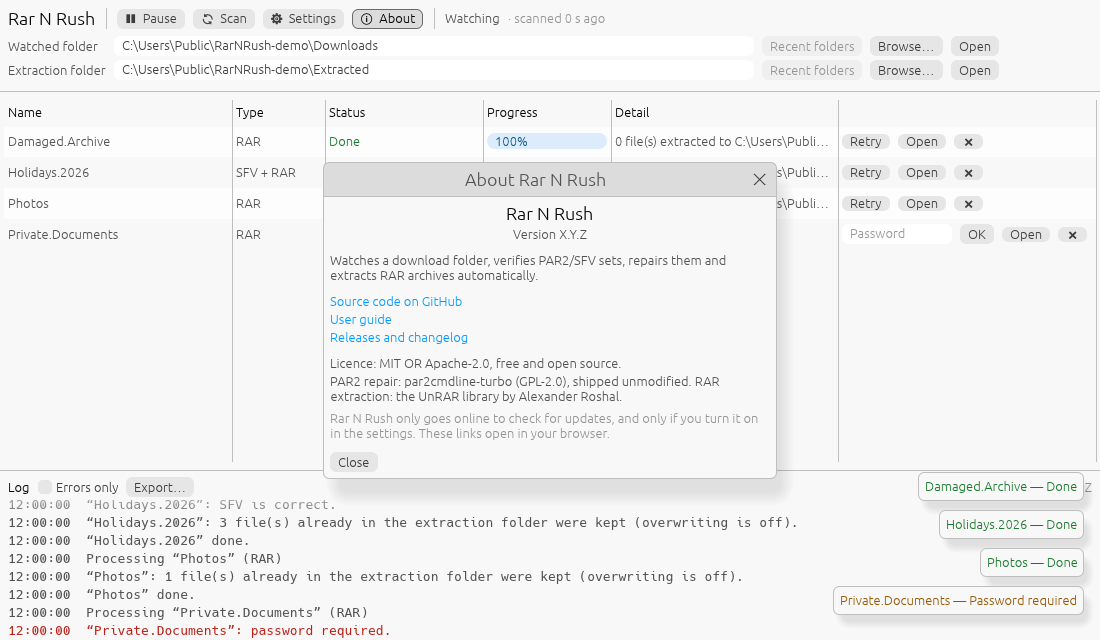 Rar N Rush Pause Scan Settings About Watching · scanned 0 s ago
Watched folder C:\Users\Public\RarNRush-demo\Downloads Recent folders Browse… Open
Extraction folder C:\Users\Public\RarNRush-demo\Extracted Recent folders Browse… Open
Name Type Status Progress Detail
Damaged.Archive RAR Done 100% 0 file(s) extracted to C:\Users\Publi… Retry Open ×
Holidays.2026 SFV + RAR s\Publi… Retry Open ×
Photos RAR s\Publi… Retry Open ×
Private.Documents RAR Password OK Open ×
About Rar N Rush
Rar N Rush
Version X.Y.Z
Watches a download folder, verifies PAR2/SFV sets, repairs them and
extracts RAR archives automatically.
Source code on GitHub
User guide
Releases and changelog
Licence: MIT OR Apache-2.0, free and open source.
PAR2 repair: par2cmdline-turbo (GPL-2.0), shipped unmodified. RAR
extraction: the UnRAR library by Alexander Roshal.
Rar N Rush only goes online to check for updates, and only if you turn it on
in the settings. These links open in your browser.
Close
Log Errors only Export… Z
12:00:00 “Holidays.2026”: SFV is correct.
12:00:00 “Holidays.2026”: 3 file(s) already in the extraction folder were kept (overwriting is off).
12:00:00 “Holidays.2026” done.
12:00:00 Processing “Photos” (RAR)
12:00:00 “Photos”: 1 file(s) already in the extraction folder were kept (overwriting is off).
12:00:00 “Photos” done.
12:00:00 Processing “Private.Documents” (RAR)
12:00:00 “Private.Documents”: password required.
Damaged.Archive — Done
Holidays.2026 — Done
Photos — Done
Private.Documents — Password required